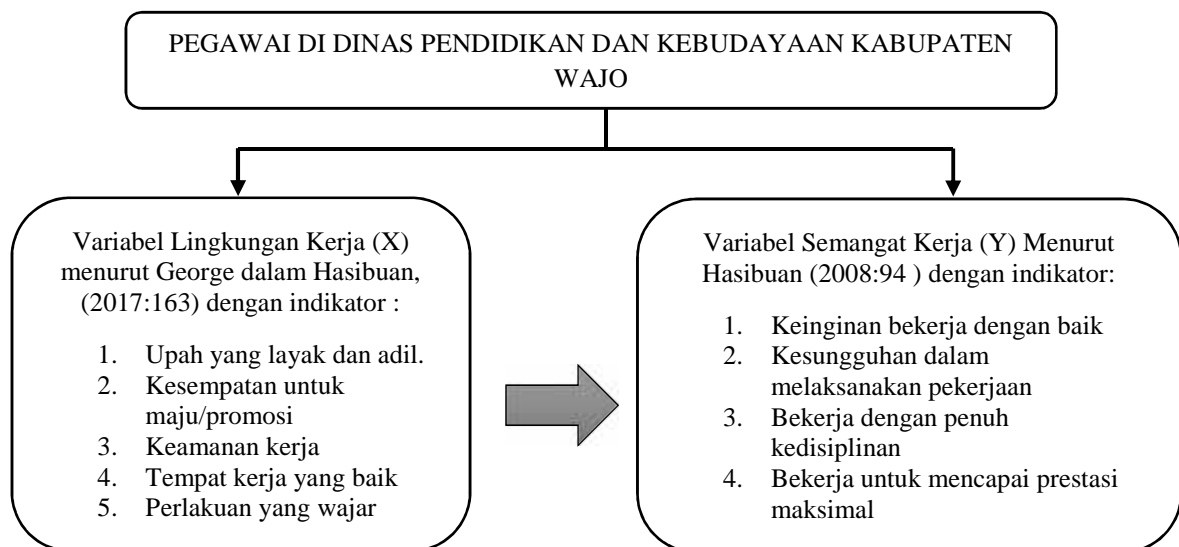 PEGAWAI DI DINAS PENDIDIKAN DAN KEBUDAYAAN KABUPATEN
WAJO
Variabel Lingkungan Kerja (X)
menurut George dalam Hasibuan,
(2017:163) dengan indikator :
1. Upah yang layak dan adil.
2. Kesempatan untuk
maju/promosi
3. Keamanan kerja
4. Tempat kerja yang baik
5. Perlakuan yang wajar
Variabel Semangat Kerja (Y) Menurut
Hasibuan (2008:94 ) dengan indikator:
1. Keinginan bekerja dengan baik
2. Kesungguhan dalam
melaksanakan pekerjaan
3. Bekerja dengan penuh
kedisiplinan
4. Bekerja untuk mencapai prestasi
maksimal